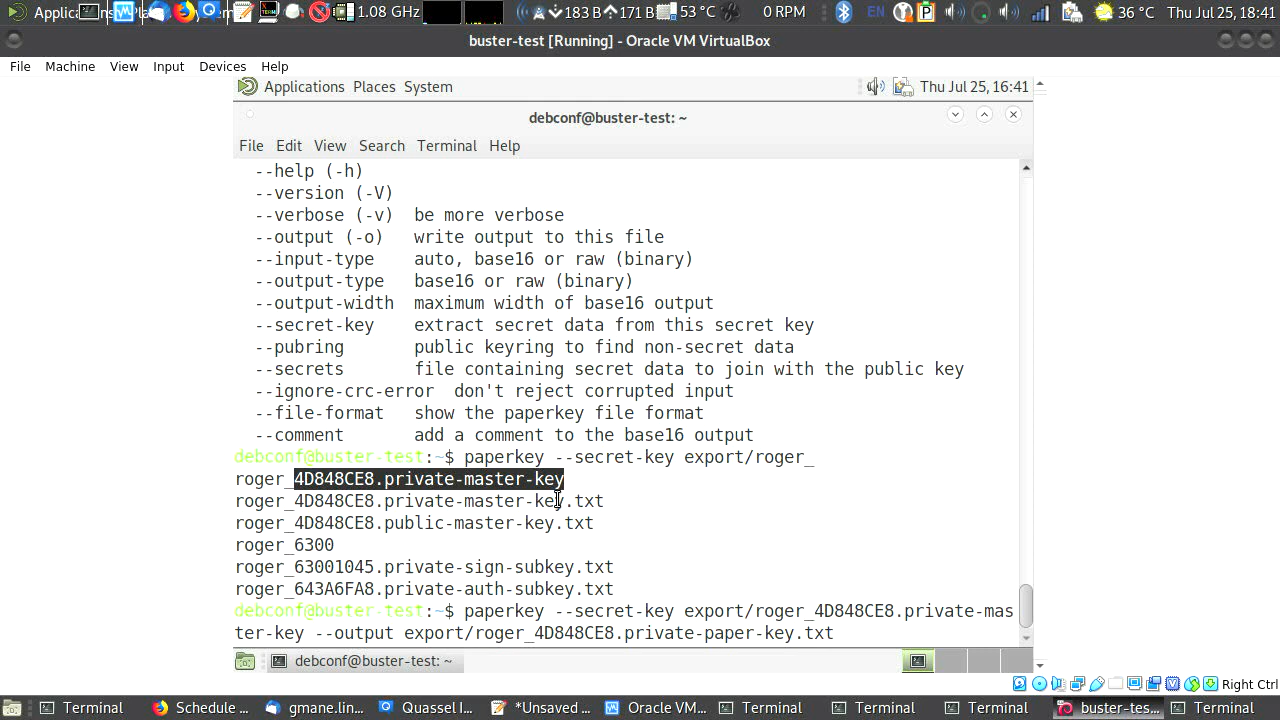 1.08 GHz 183 B 171 B 53 °C 0 RPM EN 36 °C Thu Jul 25, 18:41
buster-test [Running] - Oracle VM VirtualBox
File Machine View Input Devices Help
Applications Places System Thu Jul 25, 16:41
debconf@buster-test: ~
File Edit View Search Terminal Help
--help (-h)
--version (-V)
--verbose (-v) be more verbose
--output (-o) write output to this file
--input-type auto, base16 or raw (binary)
--output-type base16 or raw (binary)
--output-width maximum width of base16 output
--secret-key extract secret data from this secret key
--pubring public keyring to find non-secret data
--secrets file containing secret data to join with the public key
--ignore-crc-error don't reject corrupted input
--file-format show the paperkey file format
--comment add a comment to the base16 output
debconf@buster-test:~$ paperkey --secret-key export/roger_
roger_4D848CE8.private-master-key
roger_4D848CE8.private-master-key.txt
roger_4D848CE8.public-master-key.txt
roger_6300
roger_63001045.private-sign-subkey.txt
roger_643A6FA8.private-auth-subkey.txt
debconf@buster-test:~$ paperkey --secret-key export/roger_4D848CE8.private-mas
ter-key --output export/roger_4D848CE8.private-paper-key.txt
debconf@buster-test: ~
Right Ctrl
Terminal Schedule ... gmane.lin... Quassel I... *Unsaved ... Oracle VM... Terminal Terminal Terminal buster-tes... Terminal